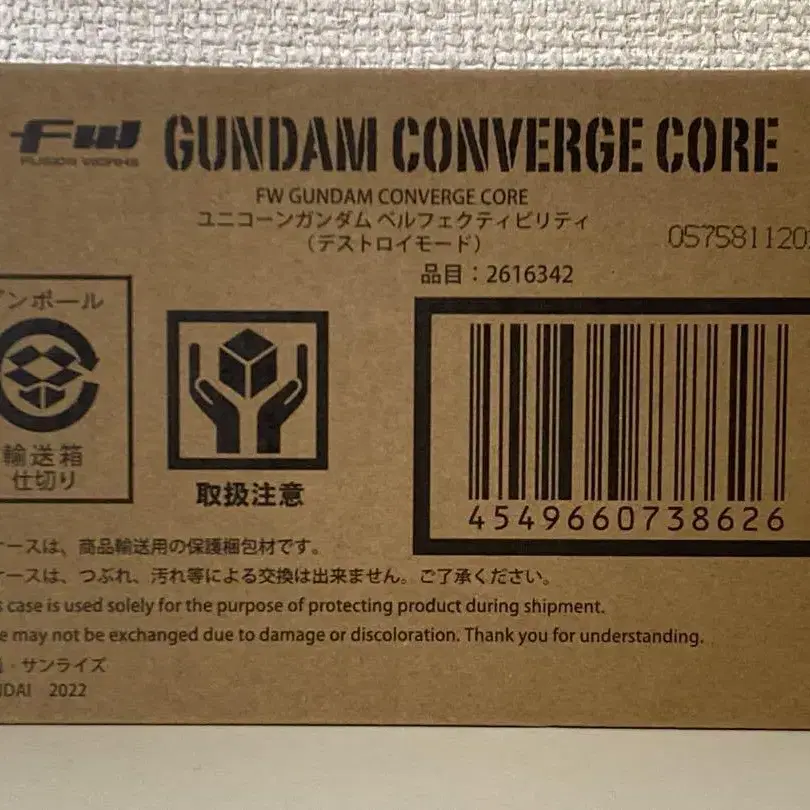 FW
FUSION WORKS
GUNDAM CONVERGE CORE
FW GUNDAM CONVERGE CORE
ユニコーンガンダム ペルフェクティビリティ
（デストロイモード）
0575811202
品目：2616342
ンボール
輸送箱
仕切り
取扱注意
4549660738626
ケースは、商品輸送用の保護梱包材です。
ケースは、つぶれ、汚れ等による交換は出来ません。ご了承ください。
s case is used solely for the purpose of protecting product during shipment.
e may not be exchanged due to damage or discoloration. Thank you for understanding.
・サンライズ
NDAI 2022